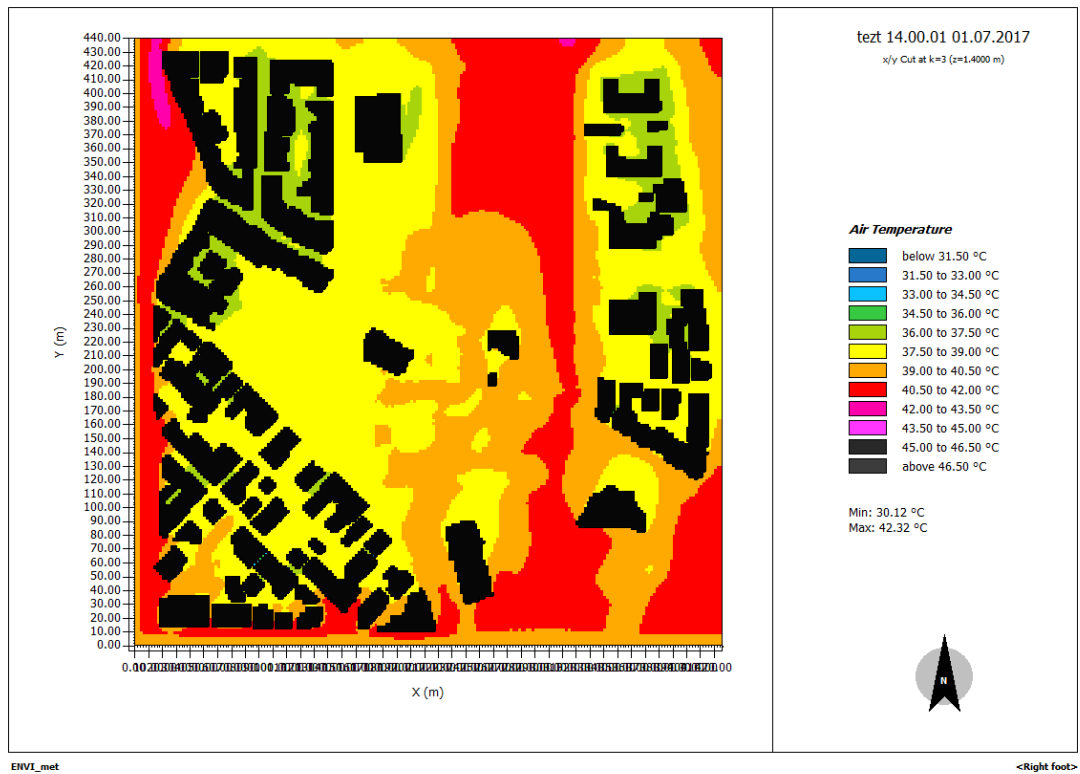 tezt 14.00.01 01.07.2017
x/y Cut at k=3 (z=1.4000 m)
440.00
430.00
420.00
410.00
400.00
390.00
380.00
370.00
360.00
350.00
340.00
330.00
320.00
310.00
300.00
290.00
280.00
270.00
260.00
250.00
240.00
230.00
220.00
210.00
200.00
190.00
180.00
170.00
160.00
150.00
140.00
130.00
120.00
110.00
100.00
90.00
80.00
70.00
60.00
50.00
40.00
30.00
20.00
10.00
0.00
Y (m)
X (m)
Air Temperature
below 31.50 °C
31.50 to 33.00 °C
33.00 to 34.50 °C
34.50 to 36.00 °C
36.00 to 37.50 °C
37.50 to 39.00 °C
39.00 to 40.50 °C
40.50 to 42.00 °C
42.00 to 43.50 °C
43.50 to 45.00 °C
45.00 to 46.50 °C
above 46.50 °C
Min: 30.12 °C
Max: 42.32 °C
N
ENVI_met
<Right foot>